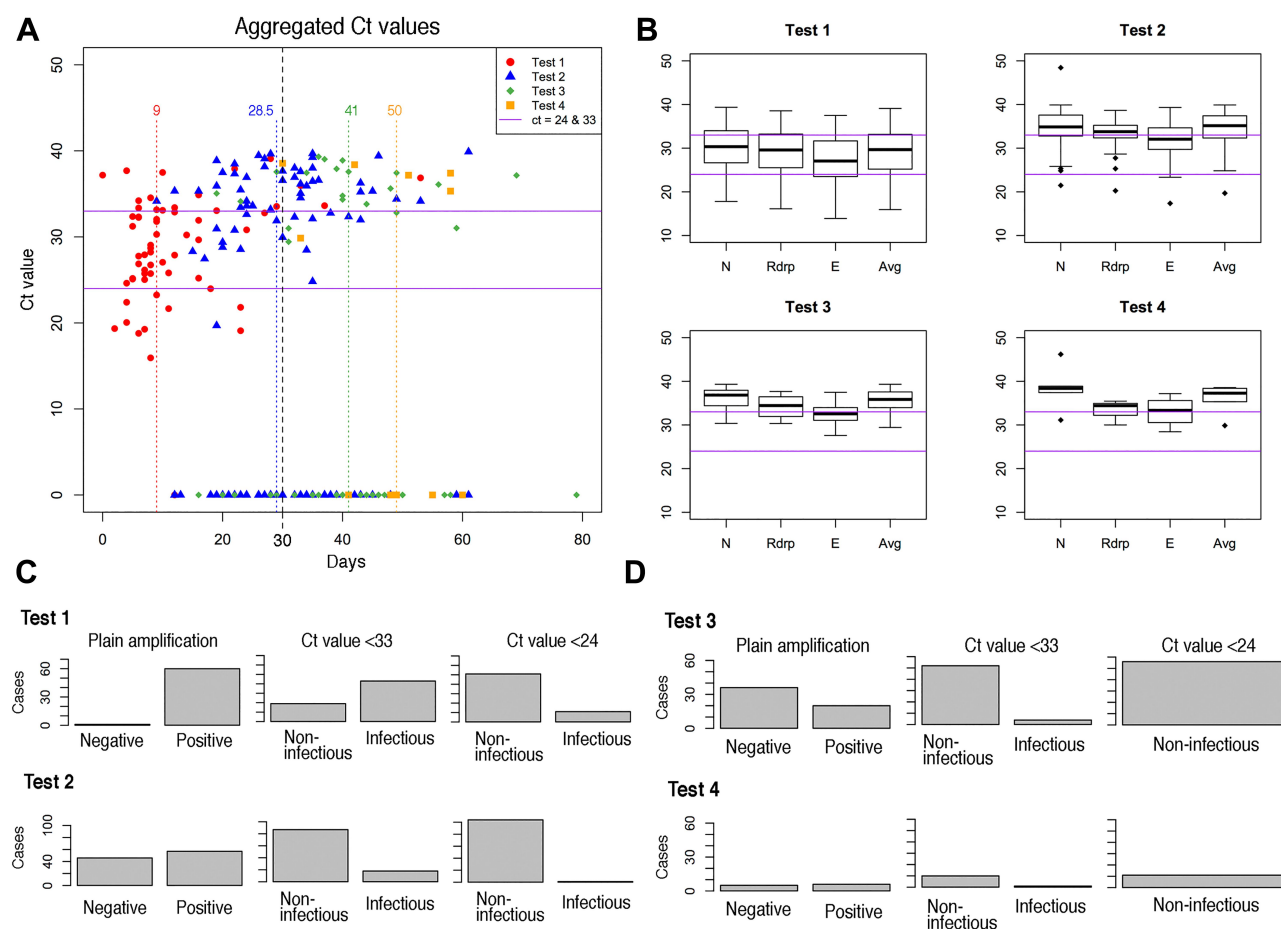 A
Aggregated Ct values
Ct value
50
40
30
20
10
0
9
28.5
41
50
Test 1
Test 2
Test 3
Test 4
ct = 24 & 33
0
20
30
40
60
80
Days
B
Test 1
50
40
30
20
10
N Rdrp E Avg
Test 2
50
40
30
20
10
N Rdrp E Avg
Test 3
50
40
30
20
10
N Rdrp E Avg
Test 4
50
40
30
20
10
N Rdrp E Avg
C
Test 1
Plain amplification
Ct value <33
Ct value <24
Cases
60
30
0
Negative Positive
Non-
infectious
Infectious
Non-
infectious
Infectious
Test 2
Cases
100
40
0
Negative Positive
Non-
infectious
Infectious
Non-
infectious
Infectious
D
Test 3
Plain amplification
Ct value <33
Ct value <24
Cases
60
30
0
Negative Positive
Non-
infectious
Infectious
Non-infectious
Test 4
Cases
60
30
0
Negative Positive
Non-
infectious
Infectious
Non-infectious